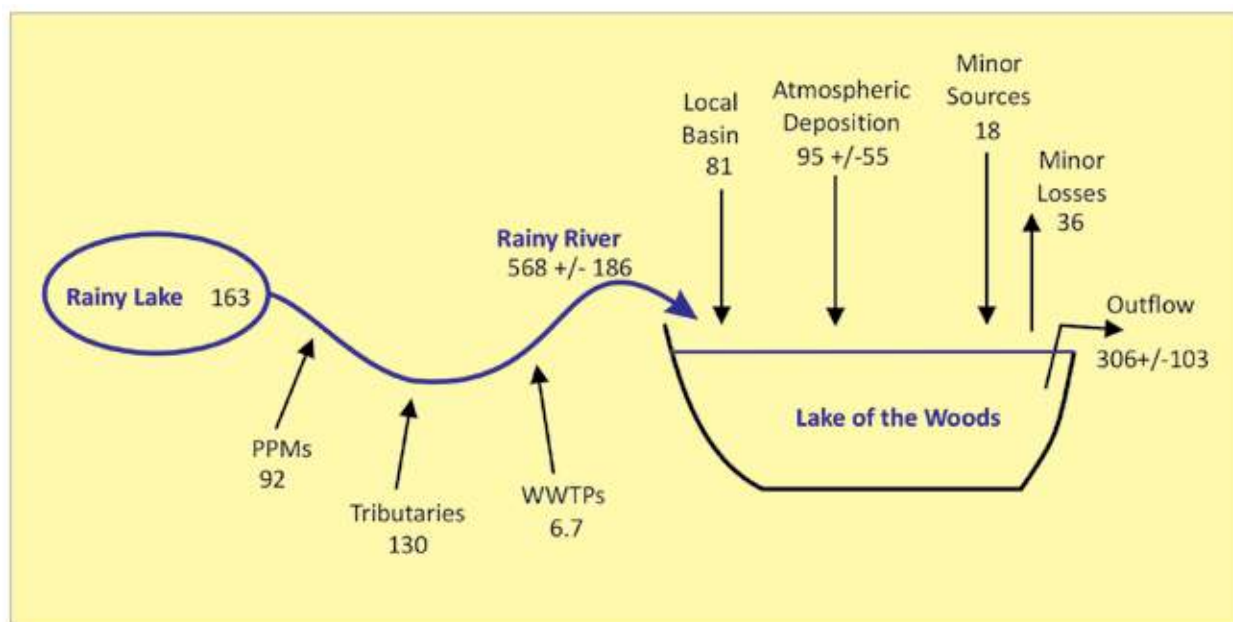 Rainy Lake 163
PPMs
92
Tributaries
130
WWTPs
6.7
Rainy River
568 +/- 186
Local
Basin
81
Atmospheric
Deposition
95 +/-55
Minor
Sources
18
Minor
Losses
36
Outflow
306+/-103
Lake of the Woods